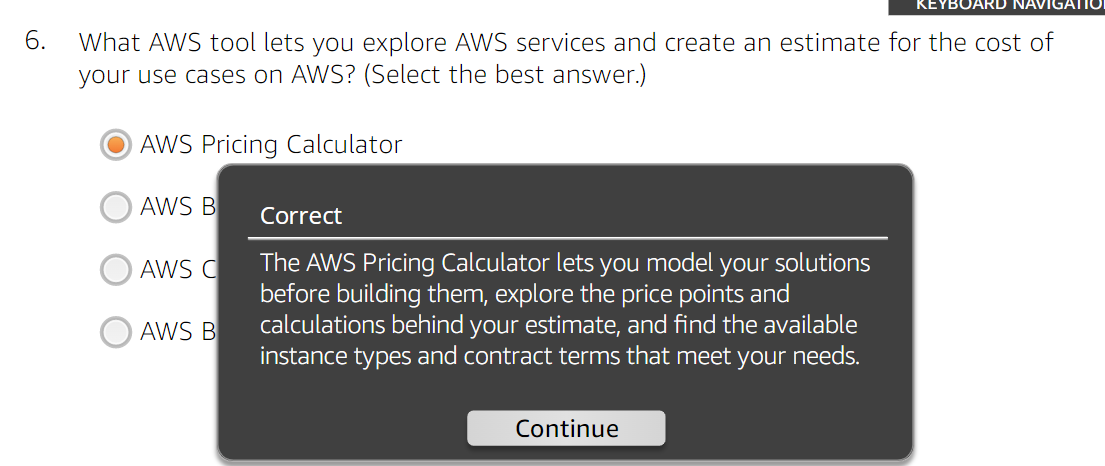 KEYBOARD NAVIGATIO
6. What AWS tool lets you explore AWS services and create an estimate for the cost of
your use cases on AWS? (Select the best answer.)
AWS Pricing Calculator
AWS B
AWS C
AWS B
Correct
The AWS Pricing Calculator lets you model your solutions
before building them, explore the price points and
calculations behind your estimate, and find the available
instance types and contract terms that meet your needs.
Continue